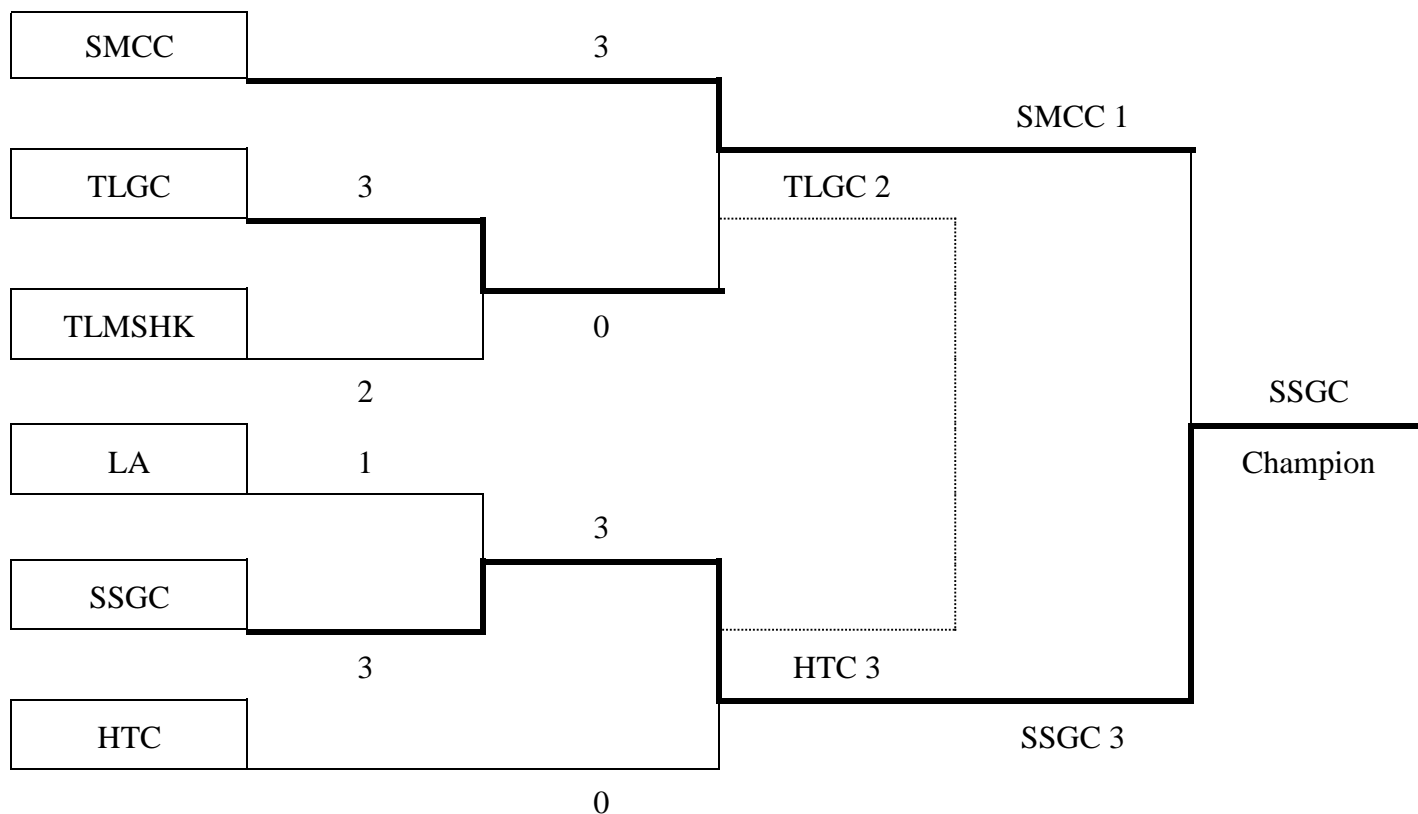 SMCC
3
SMCC 1
TLGC
3
TLGC 2
TLMSHK
0
2
SSGC
LA
1
Champion
3
SSGC
3
HTC 3
HTC
SSGC 3
0